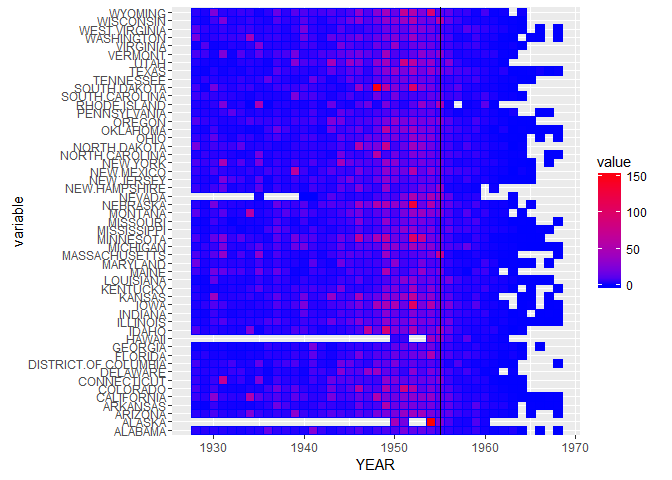 WYOMING
WISCONSIN
WEST.VIRGINIA
WASHINGTON
VIRGINIA
VERMONT
UTAH
TEXAS
TENNESSEE
SOUTH.DAKOTA
SOUTH.CAROLINA
RHODE.ISLAND
PENNSYLVANIA
OREGON
OKLAHOMA
OHIO
NORTH.DAKOTA
NORTH.CAROLINA
NEW.YORK
NEW.MEXICO
NEW.JERSEY
NEW.HAMPSHIRE
NEVADA
NEBRASKA
MONTANA
MISSOURI
MISSISSIPPI
MINNESOTA
MICHIGAN
MASSACHUSETTS
MARYLAND
MAINE
LOUISIANA
KENTUCKY
KANSAS
IOWA
INDIANA
ILLINOIS
IDAHO
HAWAII
GEORGIA
FLORIDA
DISTRICT.OF.COLUMBIA
DELAWARE
CONNECTICUT
COLORADO
CALIFORNIA
ARKANSAS
ARIZONA
ALASKA
ALABAMA
variable
1930 1940 1950 1960 1970
YEAR
value
150
100
50
0